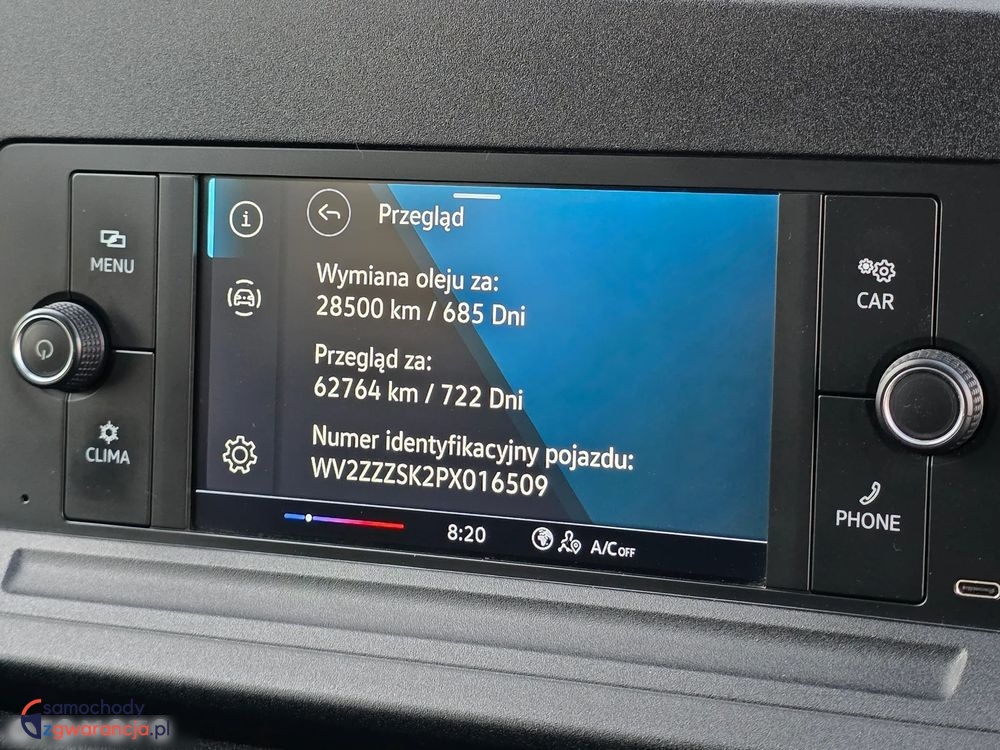 MENU
CLIMA
Przegląd
Wymiana oleju za:
28500 km / 685 Dni
Przegląd za:
62764 km / 722 Dni
Numer identyfikacyjny pojazdu:
WV2ZZZSK2PX016509
8:20
A/C OFF
CAR
PHONE
samochody
zgwarancja.pl